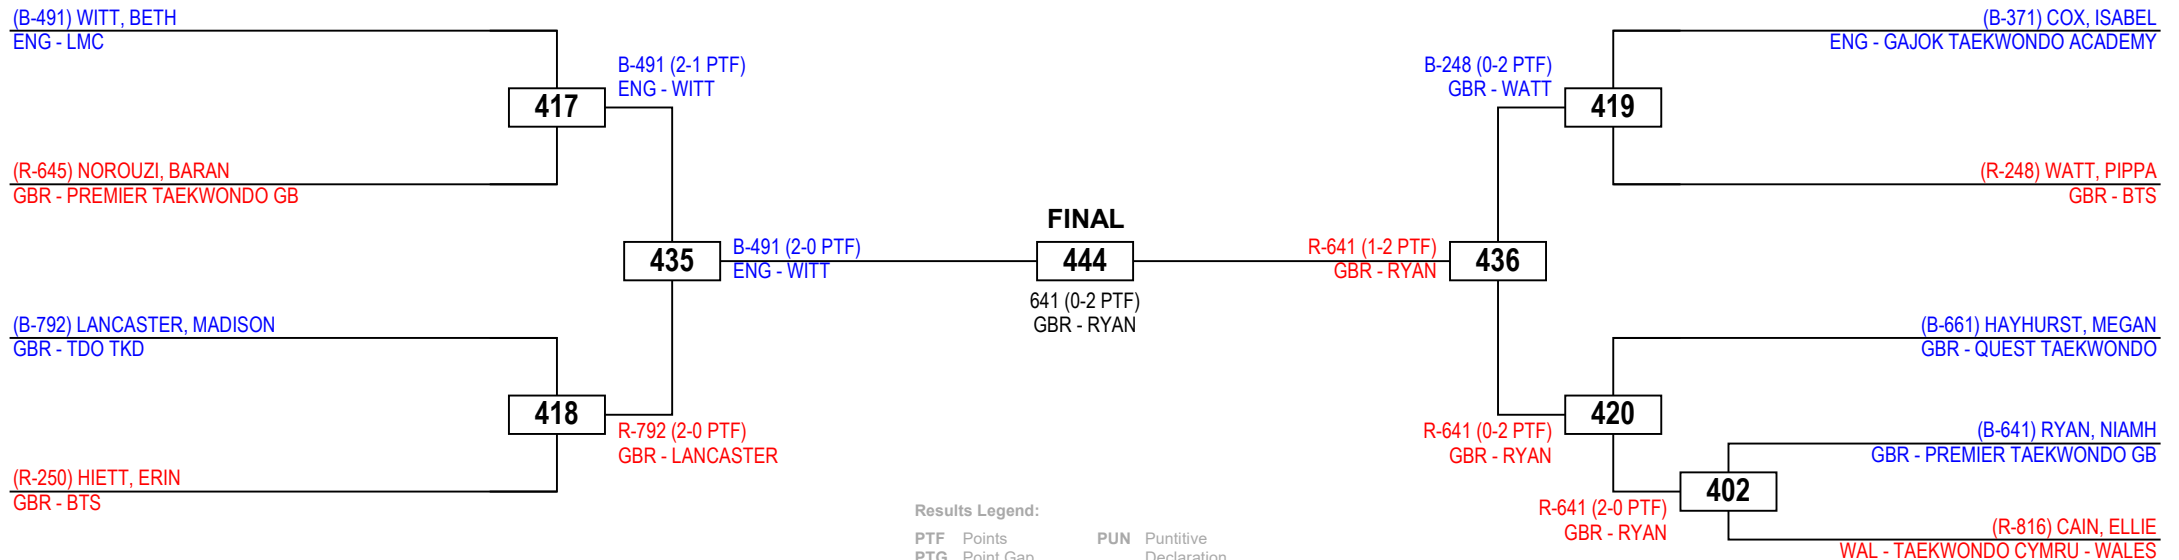 (B-491) WITT, BETH
ENG - LMC
B-491 (2-1 PTF)
ENG - WITT
417
(R-645) NOROUZI, BARAN
GBR - PREMIER TAEKWONDO GB
435
B-491 (2-0 PTF)
ENG - WITT
(B-792) LANCASTER, MADISON
GBR - TDO TKD
418
R-792 (2-0 PTF)
GBR - LANCASTER
(R-250) HIETT, ERIN
GBR - BTS
FINAL
444
641 (0-2 PTF)
GBR - RYAN
(B-371) COX, ISABEL
ENG - GAJOK TAEKWONDO ACADEMY
B-248 (0-2 PTF)
GBR - WATT
419
(R-248) WATT, PIPPA
GBR - BTS
R-641 (1-2 PTF)
GBR - RYAN
436
(B-661) HAYHURST, MEGAN
GBR - QUEST TAEKWONDO
420
R-641 (0-2 PTF)
GBR - RYAN
(B-641) RYAN, NIAMH
GBR - PREMIER TAEKWONDO GB
402
R-641 (2-0 PTF)
GBR - RYAN
(R-816) CAIN, ELLIE
WAL - TAEKWONDO CYMRU - WALES
Results Legend:
PTF Points PUN Puntitive
PTG Point Gap Declaration